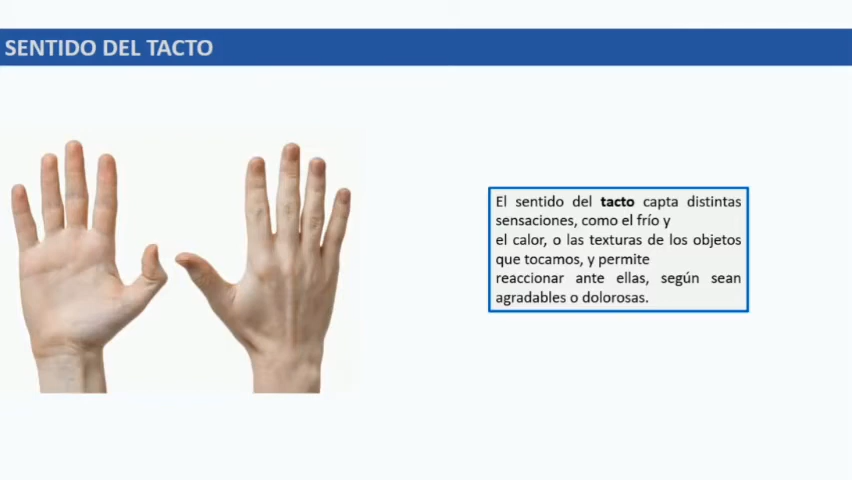 SENTIDO DEL TACTO
El sentido del tacto capta distintas
sensaciones, como el frío y
el calor, o las texturas de los objetos
que tocamos, y permite
reaccionar ante ellas, según sean
agradables o dolorosas.